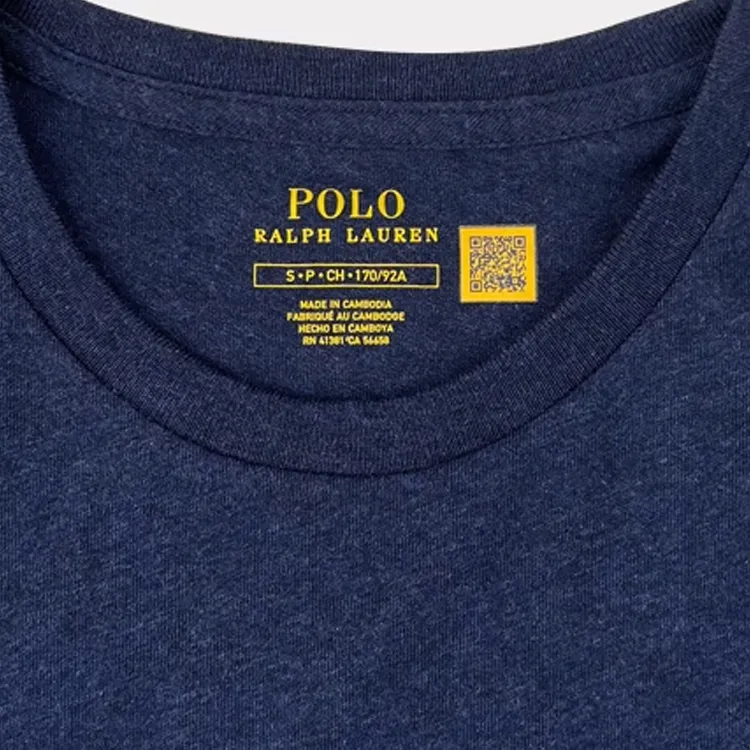 POLO
RALPH LAUREN
S•P•CH•170/92A
MADE IN CAMBODIA
FABRIQUÉ AU CAMBODGE
HECHO EN CAMBOYA
RN 41381 CA 56658